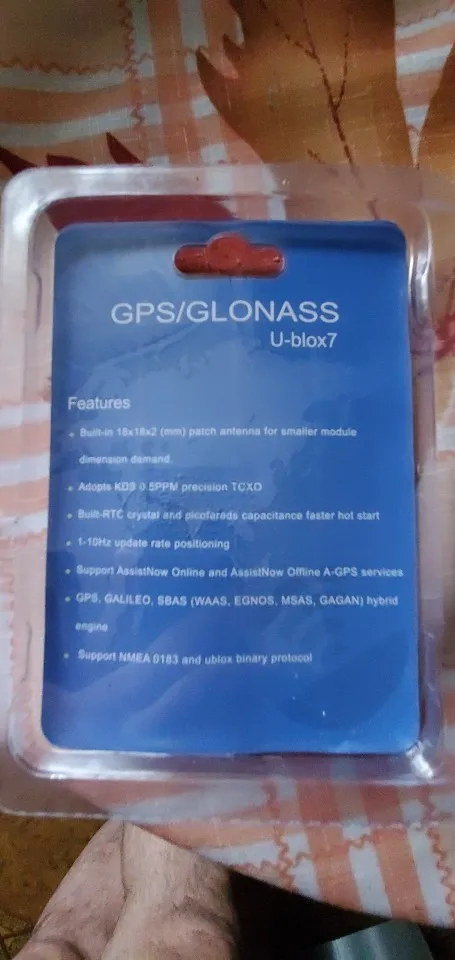 GPS/GLONASS
U-blox7
Features
Built-in 18x18x2 (mm) patch antenna for smaller module
dimension demand
Adopts KDS 0.5PPM precision TCXO
Built-RTC crystal and picofareds capacitance faster hot start
1-10Hz update rate positioning
Support AssistNow Online and AssistNow Offline A-GPS services
GPS, GALILEO, SBAS (WAAS, EGNOS, MSAS, GAGAN) hybrid
engine
Support NMEA 0183 and ublox binary protocol